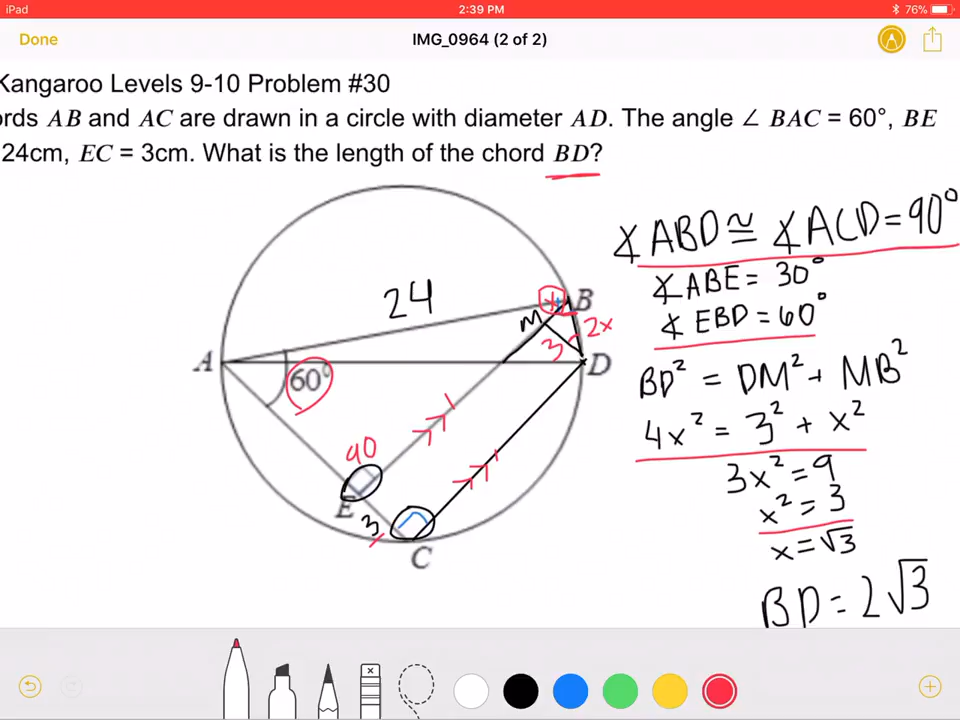 iPad 2:39 PM 76%
Done IMG_0964 (2 of 2)
Kangaroo Levels 9-10 Problem #30
ords AB and AC are drawn in a circle with diameter AD. The angle ∠ BAC = 60°, BE
24cm, EC = 3cm. What is the length of the chord BD?
∡ABD ≅ ∡ACD = 90°
∡ABE = 30°
∡EBD = 60°
BD² = DM² + MB²
4x² = 3² + x²
3x² = 9
x² = 3
x = √3
BD = 2√3
24
B
M
2x
3
A
60°
D
90
E
3
C